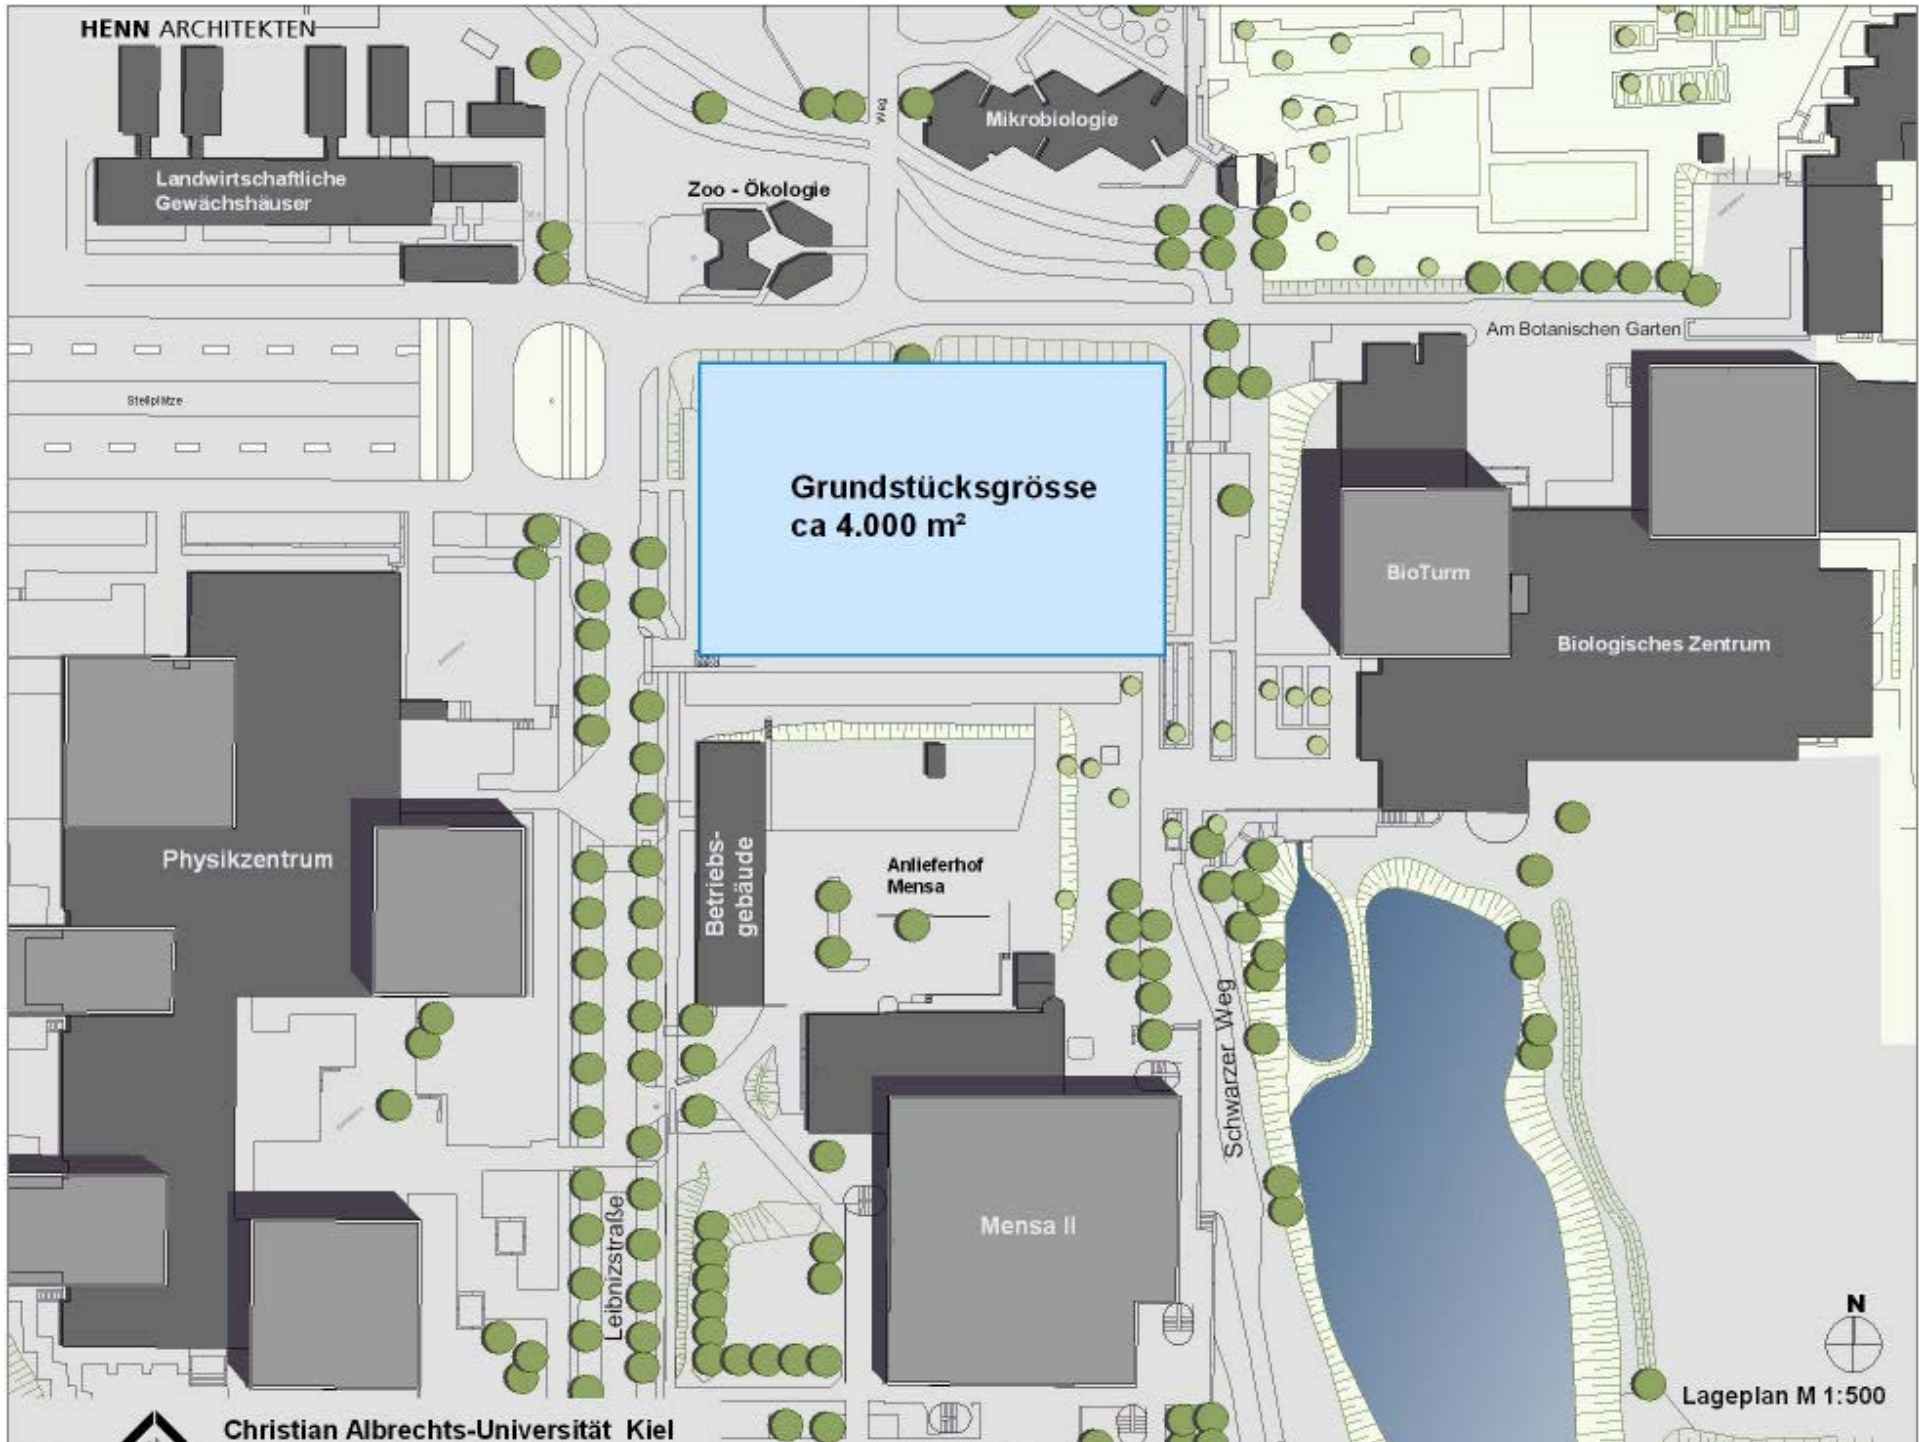 HENN ARCHITEKTEN
Weg
Mikrobiologie
Landwirtschaftliche
Gewächshäuser
Zoo - Ökologie
Am Botanischen Garten
Stellplätze
Grundstücksgrösse
ca 4.000 m²
BioTurm
Biologisches Zentrum
Physikzentrum
Betriebs-
gebäude
Anlieferhof
Mensa
Schwarzer Weg
Leibnizstraße
Mensa II
N
Lageplan M 1:500
Christian Albrechts-Universität Kiel